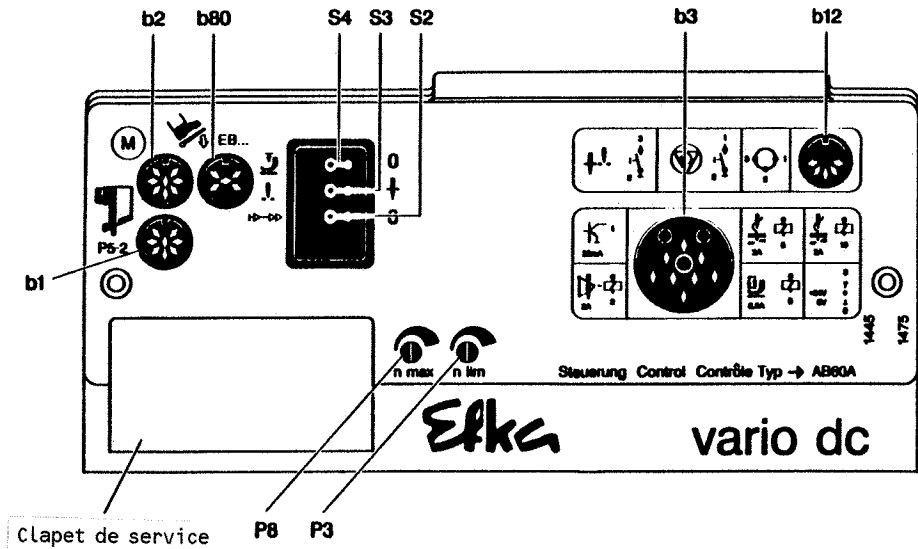 b2 b80 S4 S3 S2 b3 b12
M
EB...
P5-2
b1
n max
n lim
Steuerung Control Contrôle Typ → AB60A
1445
1475
Efka
vario dc
Clapet de service
P8 P3